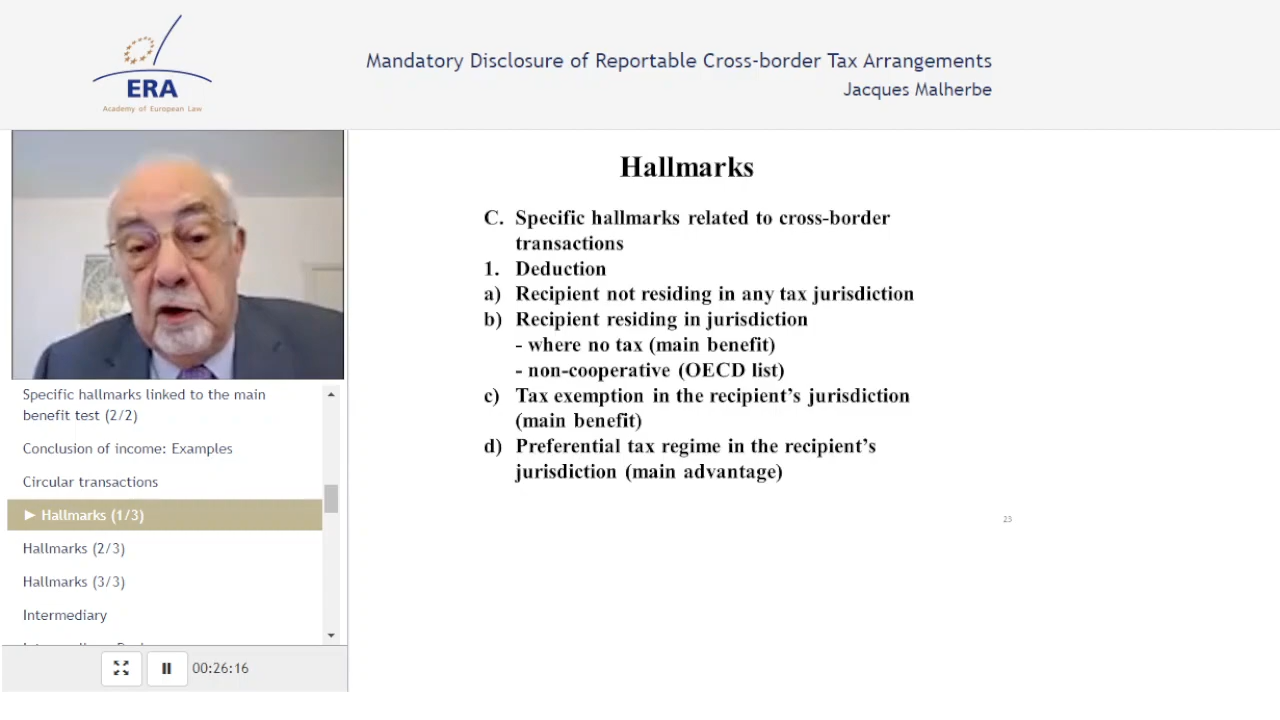 ERA
Academy of European Law
Mandatory Disclosure of Reportable Cross-border Tax Arrangements
Jacques Malherbe
Specific hallmarks linked to the main
benefit test (2/2)
Conclusion of income: Examples
Circular transactions
► Hallmarks (1/3)
Hallmarks (2/3)
Hallmarks (3/3)
Intermediary
00:26:16
Hallmarks
C. Specific hallmarks related to cross-border
transactions
1. Deduction
a) Recipient not residing in any tax jurisdiction
b) Recipient residing in jurisdiction
- where no tax (main benefit)
- non-cooperative (OECD list)
c) Tax exemption in the recipient's jurisdiction
(main benefit)
d) Preferential tax regime in the recipient's
jurisdiction (main advantage)
23